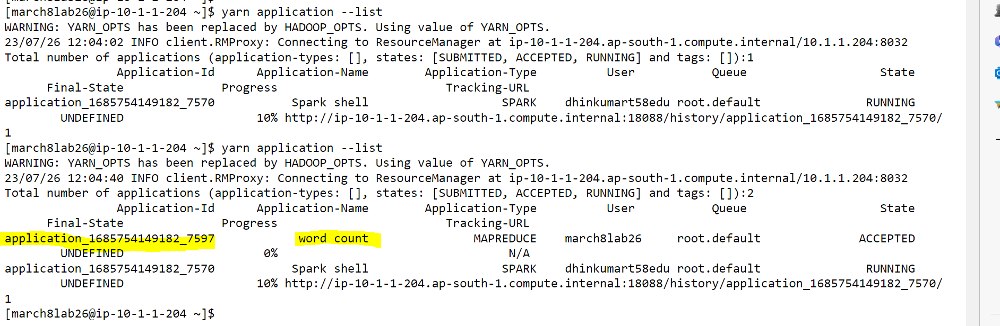 [march8lab26@ip-10-1-1-204 ~]$ yarn application --list
WARNING: YARN_OPTS has been replaced by HADOOP_OPTS. Using value of YARN_OPTS.
23/07/26 12:04:02 INFO client.RMProxy: Connecting to ResourceManager at ip-10-1-1-204.ap-south-1.compute.internal/10.1.1.204:8032
Total number of applications (application-types: [], states: [SUBMITTED, ACCEPTED, RUNNING] and tags: []):1
Application-Id Application-Name Application-Type User Queue State
Final-State Progress Tracking-URL
application_1685754149182_7570 Spark shell SPARK dhinkumart58edu root.default RUNNING
UNDEFINED 10% http://ip-10-1-1-204.ap-south-1.compute.internal:18088/history/application_1685754149182_7570/
1
[march8lab26@ip-10-1-1-204 ~]$ yarn application --list
WARNING: YARN_OPTS has been replaced by HADOOP_OPTS. Using value of YARN_OPTS.
23/07/26 12:04:40 INFO client.RMProxy: Connecting to ResourceManager at ip-10-1-1-204.ap-south-1.compute.internal/10.1.1.204:8032
Total number of applications (application-types: [], states: [SUBMITTED, ACCEPTED, RUNNING] and tags: []):2
Application-Id Application-Name Application-Type User Queue State
Final-State Progress Tracking-URL
application_1685754149182_7597 word count MAPREDUCE march8lab26 root.default ACCEPTED
UNDEFINED 0% N/A
application_1685754149182_7570 Spark shell SPARK dhinkumart58edu root.default RUNNING
UNDEFINED 10% http://ip-10-1-1-204.ap-south-1.compute.internal:18088/history/application_1685754149182_7570/
1
[march8lab26@ip-10-1-1-204 ~]$